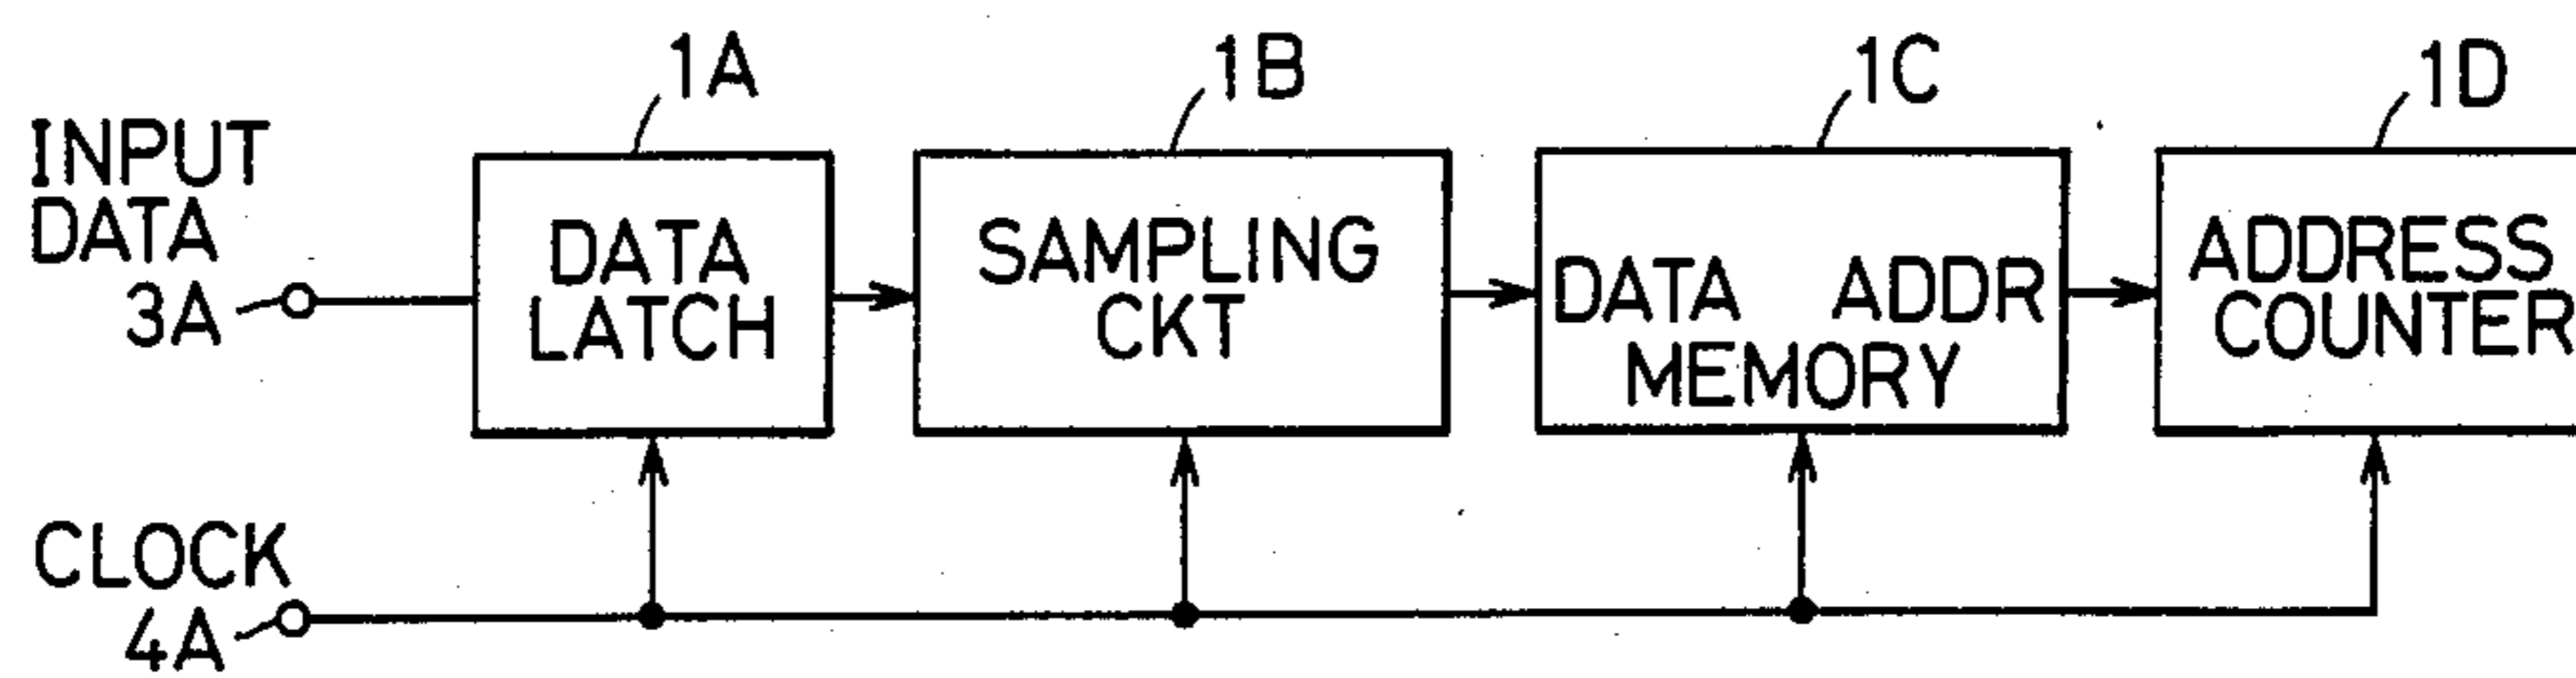 1A
1B
1C
1D
INPUT
DATA
3A
DATA
LATCH
SAMPLING
CKT
DATA ADDR
MEMORY
ADDRESS
COUNTER
CLOCK
4A